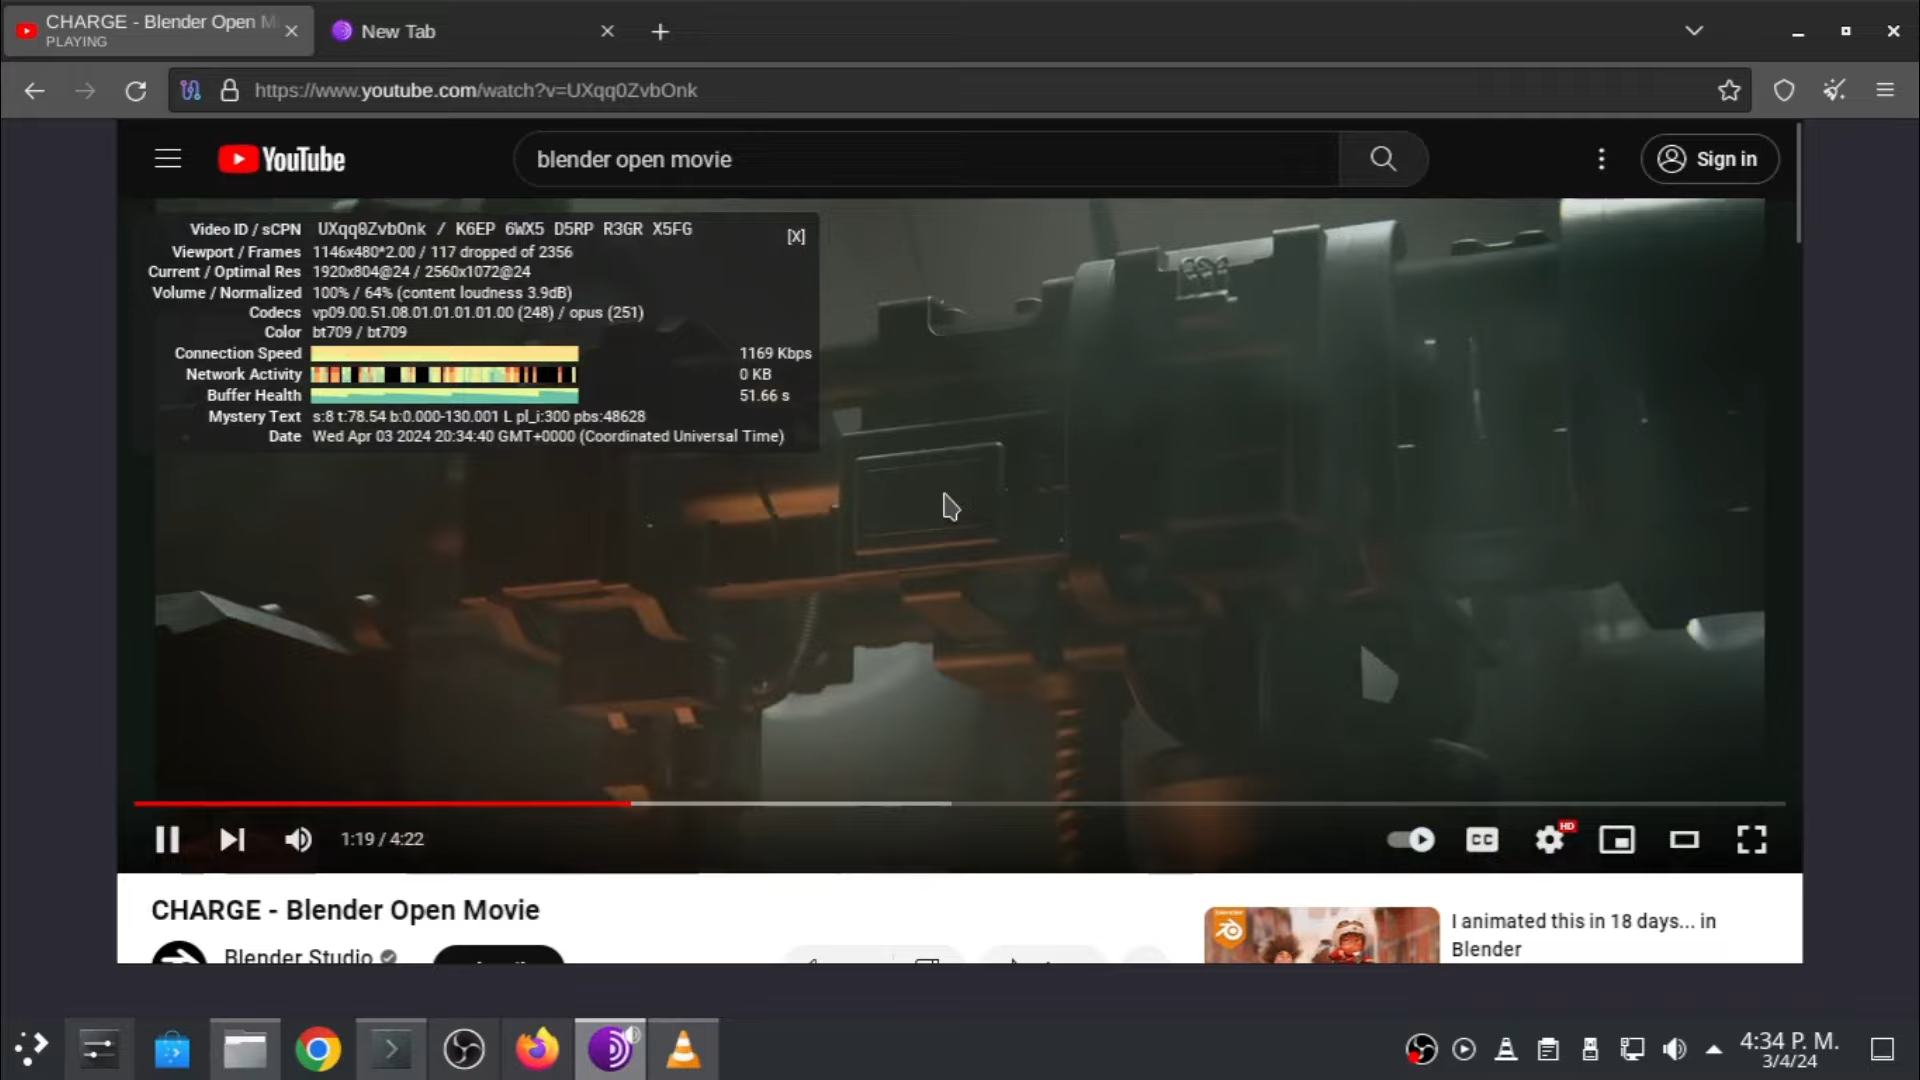 CHARGE - Blender Open M
PLAYING
New Tab
https://www.youtube.com/watch?v=UXqq0ZvbOnk
YouTube
blender open movie
Sign in
Video ID / sCPN UXqq0ZvbOnk / K6EP 6WX5 D5RP R3GR X5FG
[X]
Viewport / Frames 1146x480*2.00 / 117 dropped of 2356
Current / Optimal Res 1920x804@24 / 2560x1072@24
Volume / Normalized 100% / 64% (content loudness 3.9dB)
Codecs vp09.00.51.08.01.01.01.01.00 (248) / opus (251)
Color bt709 / bt709
Connection Speed 1169 Kbps
Network Activity 0 KB
Buffer Health 51.66 s
Mystery Text s:8 t:78.54 b:0.000-130.001 L pl_i:300 pbs:48628
Date Wed Apr 03 2024 20:34:40 GMT+0000 (Coordinated Universal Time)
1:19 / 4:22
CC
HD
CHARGE - Blender Open Movie
Blender Studio
I animated this in 18 days... in
Blender
4:34 P. M.
3/4/24